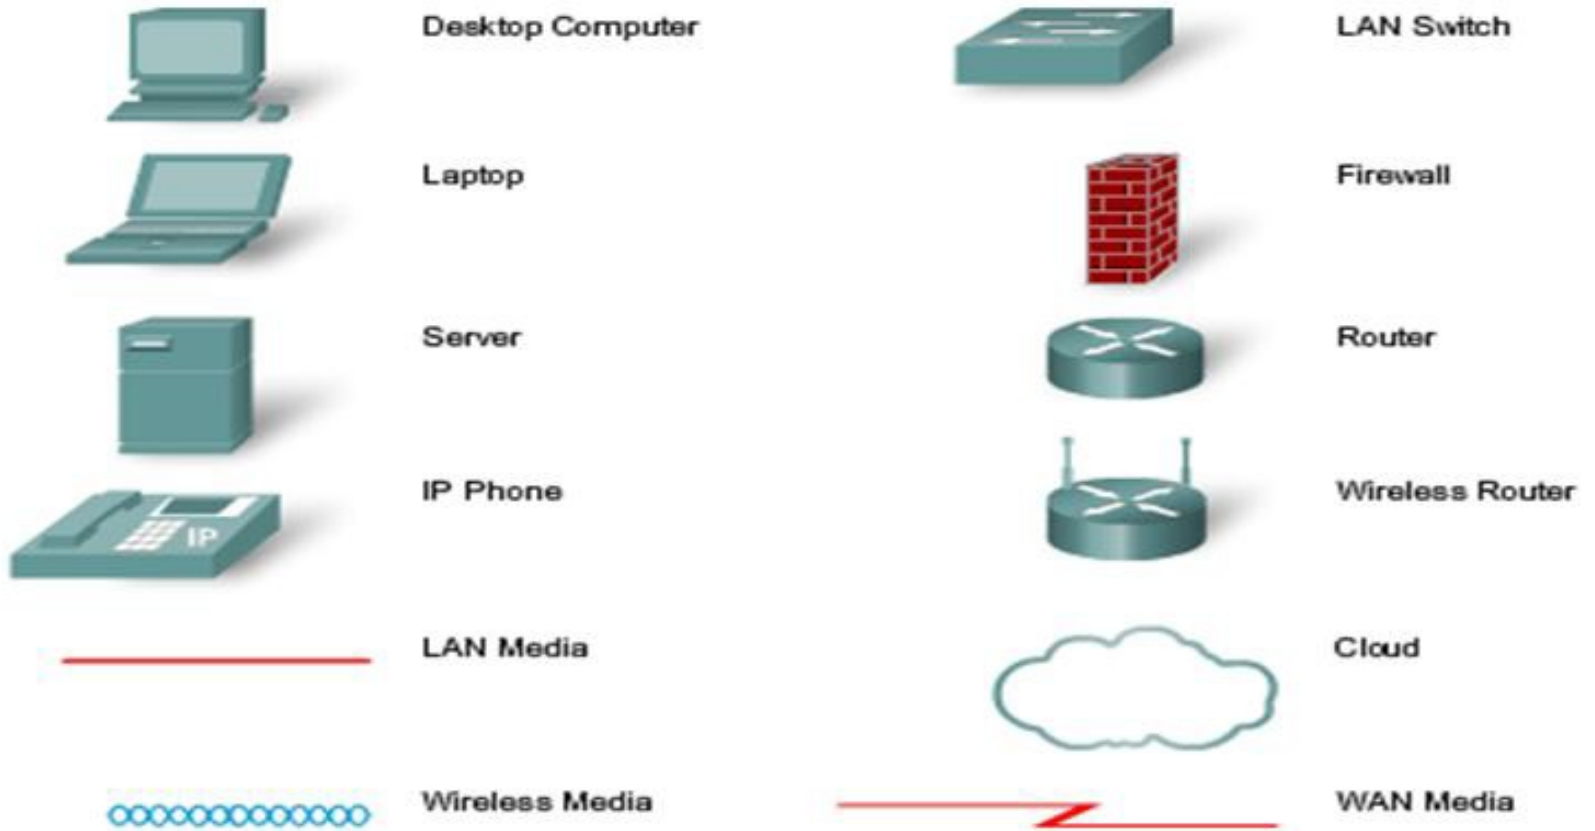 Desktop Computer
LAN Switch
Laptop
Firewall
Server
Router
IP Phone
IP
Wireless Router
LAN Media
Cloud
Wireless Media
WAN Media